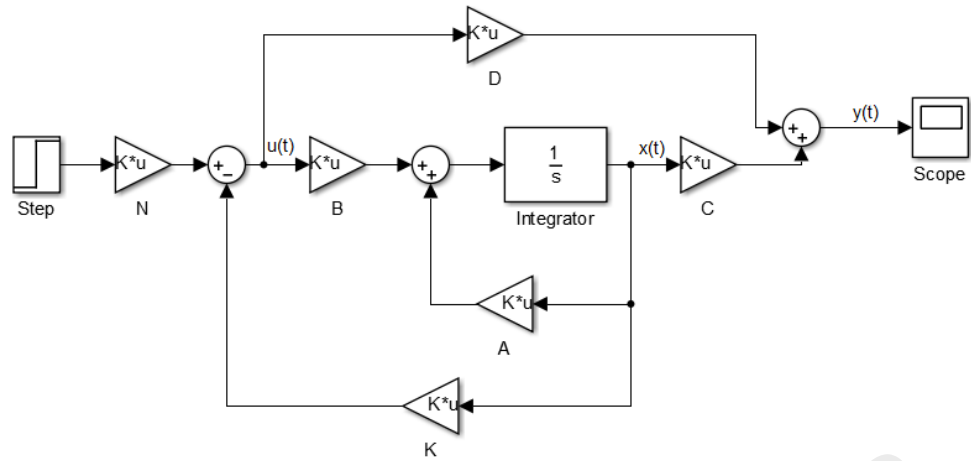 K*u
D
y(t)
Scope
Step
K*u
N
+
−
u(t)
K*u
B
+
+
1
s
Integrator
x(t)
K*u
C
+
+
K*u
A
K*u
K